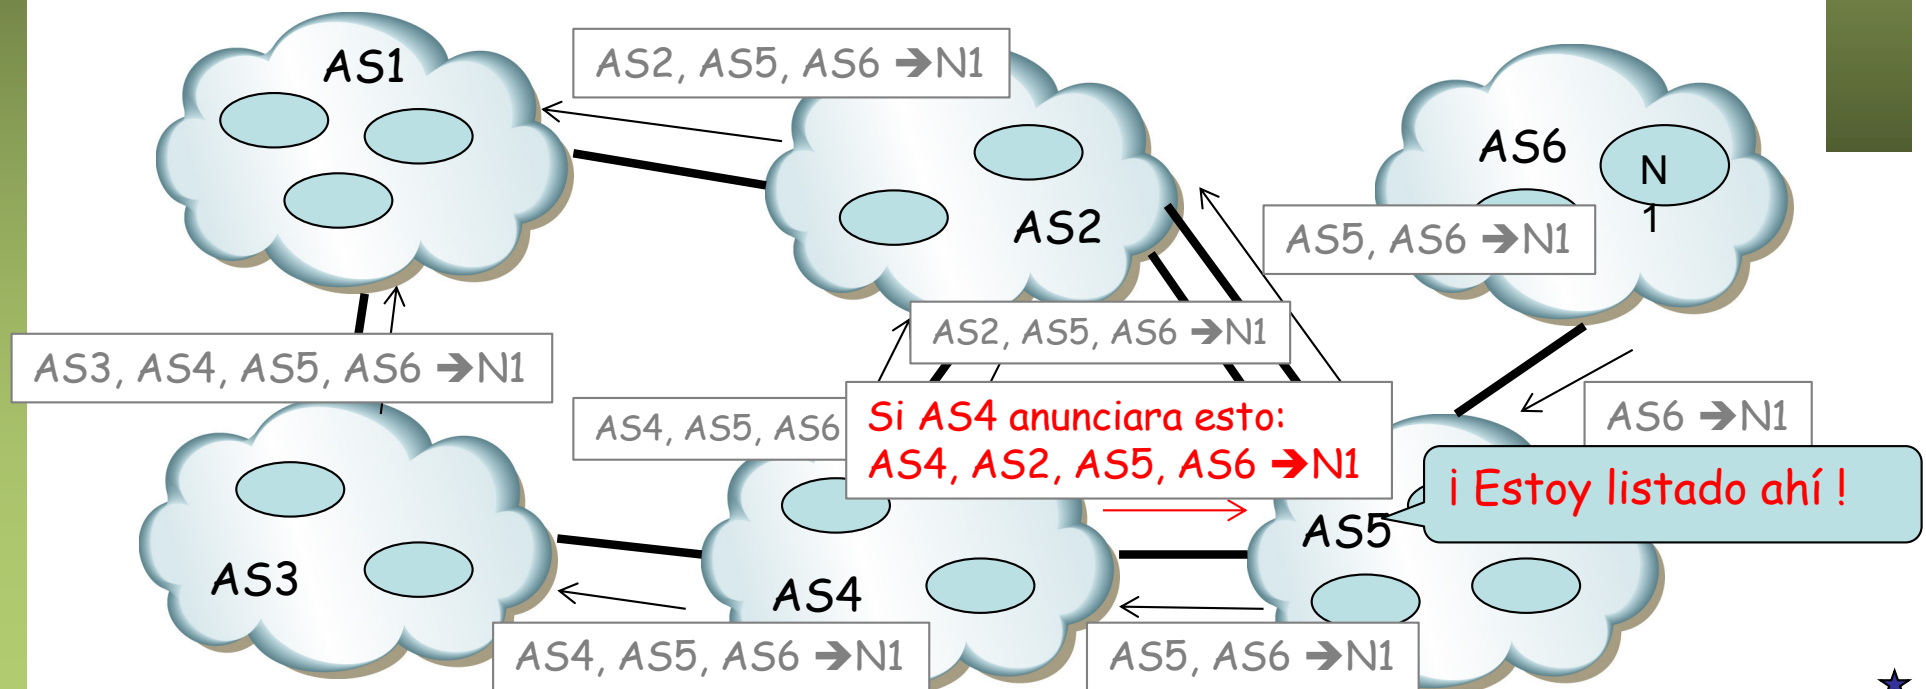 AS1
AS2, AS5, AS6 ➔N1
AS6
N
1
AS2
AS5, AS6 ➔N1
AS2, AS5, AS6 ➔N1
AS3, AS4, AS5, AS6 ➔N1
AS4, AS5, AS6
Si AS4 anunciara esto:
AS4, AS2, AS5, AS6 ➔N1
AS6 ➔N1
¡ Estoy listado ahí !
AS5
AS3
AS4
AS4, AS5, AS6 ➔N1
AS5, AS6 ➔N1